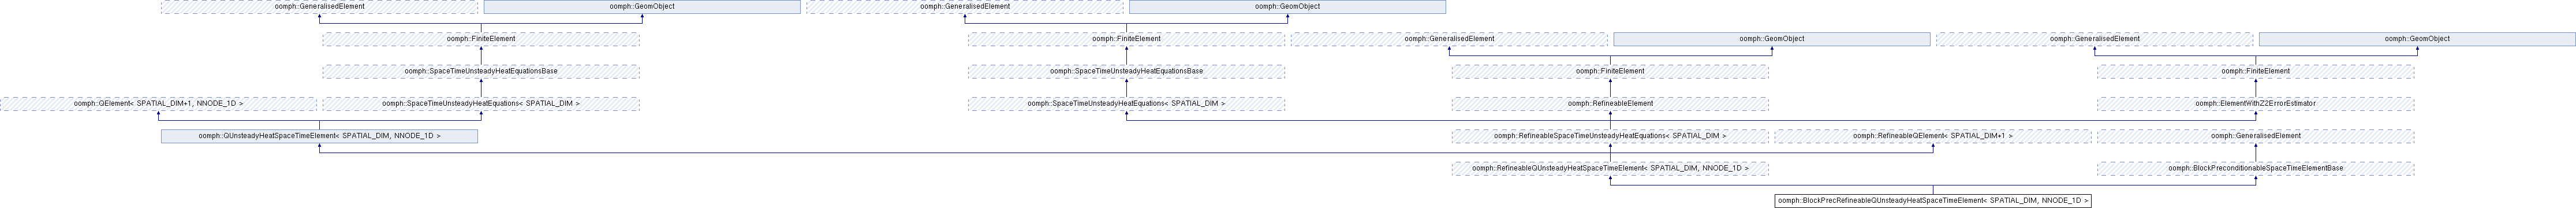 oomph::GeneralisedElement oomph::GeomObject oomph::GeneralisedElement oomph::GeomObject
oomph::FiniteElement oomph::FiniteElement oomph::GeneralisedElement oomph::GeomObject oomph::GeneralisedElement oomph::GeomObject
oomph::SpaceTimeUnsteadyHeatEquationsBase oomph::SpaceTimeUnsteadyHeatEquationsBase oomph::FiniteElement oomph::FiniteElement
oomph::QElement< SPATIAL_DIM+1, NNODE_1D > oomph::SpaceTimeUnsteadyHeatEquations< SPATIAL_DIM > oomph::SpaceTimeUnsteadyHeatEquations< SPATIAL_DIM > oomph::RefineableElement oomph::ElementWithZ2ErrorEstimator
oomph::QUnsteadyHeatSpaceTimeElement< SPATIAL_DIM, NNODE_1D > oomph::RefineableSpaceTimeUnsteadyHeatEquations< SPATIAL_DIM > oomph::RefineableQElement< SPATIAL_DIM+1 > oomph::GeneralisedElement
oomph::RefineableQUnsteadyHeatSpaceTimeElement< SPATIAL_DIM, NNODE_1D > oomph::BlockPreconditionableSpaceTimeElementBase
oomph::BlockPrecRefineableQUnsteadyHeatSpaceTimeElement< SPATIAL_DIM, NNODE_1D >